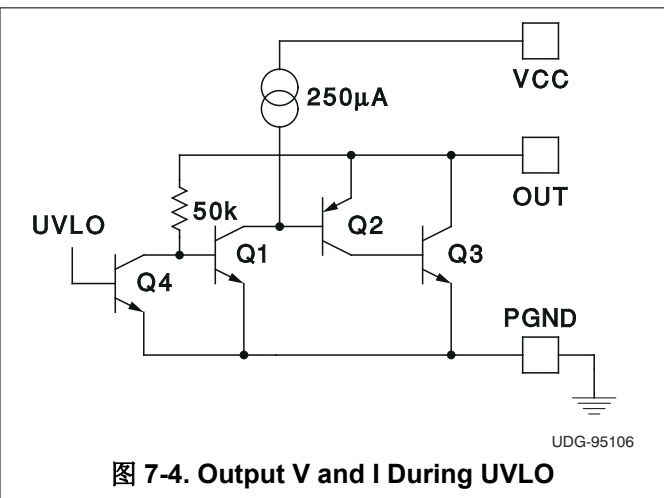 VCC
250μA
OUT
50k
UVLO
Q1
Q2
Q3
Q4
PGND
UDG-95106
图 7-4. Output V and I During UVLO